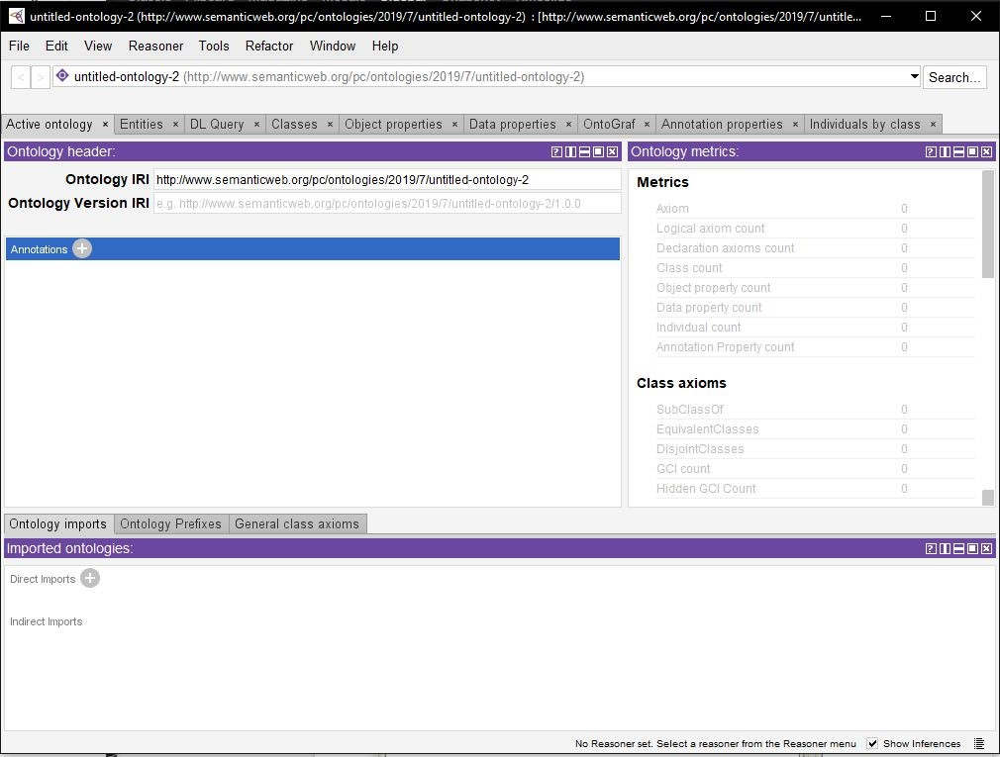 untitled-ontology-2 (http://www.semanticweb.org/pc/ontologies/2019/7/untitled-ontology-2) : [http://www.semanticweb.org/pc/ontologies/2019/7/untitle...
File Edit View Reasoner Tools Refactor Window Help
< > untitled-ontology-2 (http://www.semanticweb.org/pc/ontologies/2019/7/untitled-ontology-2) Search...
Active ontology × Entities × DL Query × Classes × Object properties × Data properties × OntoGraf × Annotation properties × Individuals by class ×
Ontology header:
Ontology IRI http://www.semanticweb.org/pc/ontologies/2019/7/untitled-ontology-2
Ontology Version IRI e.g. http://www.semanticweb.org/pc/ontologies/2019/7/untitled-ontology-2/1.0.0
Annotations +
Ontology metrics:
Metrics
Axiom 0
Logical axiom count 0
Declaration axioms count 0
Class count 0
Object property count 0
Data property count 0
Individual count 0
Annotation Property count 0
Class axioms
SubClassOf 0
EquivalentClasses 0
DisjointClasses 0
GCI count 0
Hidden GCI Count 0
Ontology imports Ontology Prefixes General class axioms
Imported ontologies:
Direct Imports +
Indirect Imports
No Reasoner set. Select a reasoner from the Reasoner menu Show Inferences